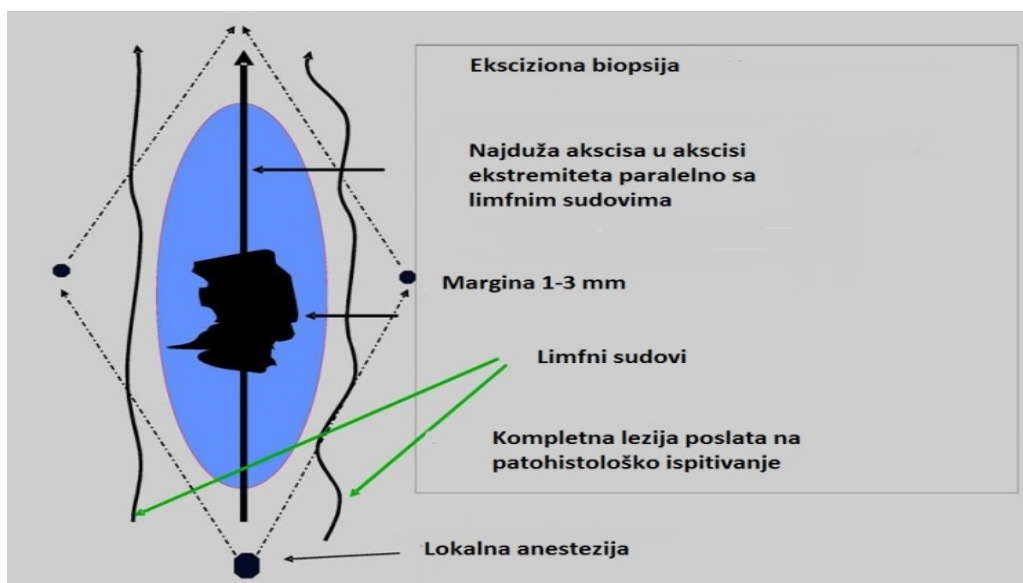 Eksciziona biopsija
Najduža akscisa u akscisi
ekstremiteta paralelno sa
limfnim sudovima
Margina 1-3 mm
Limfni sudovi
Kompletna lezija poslata na
patohistološko ispitivanje
Lokalna anestezija